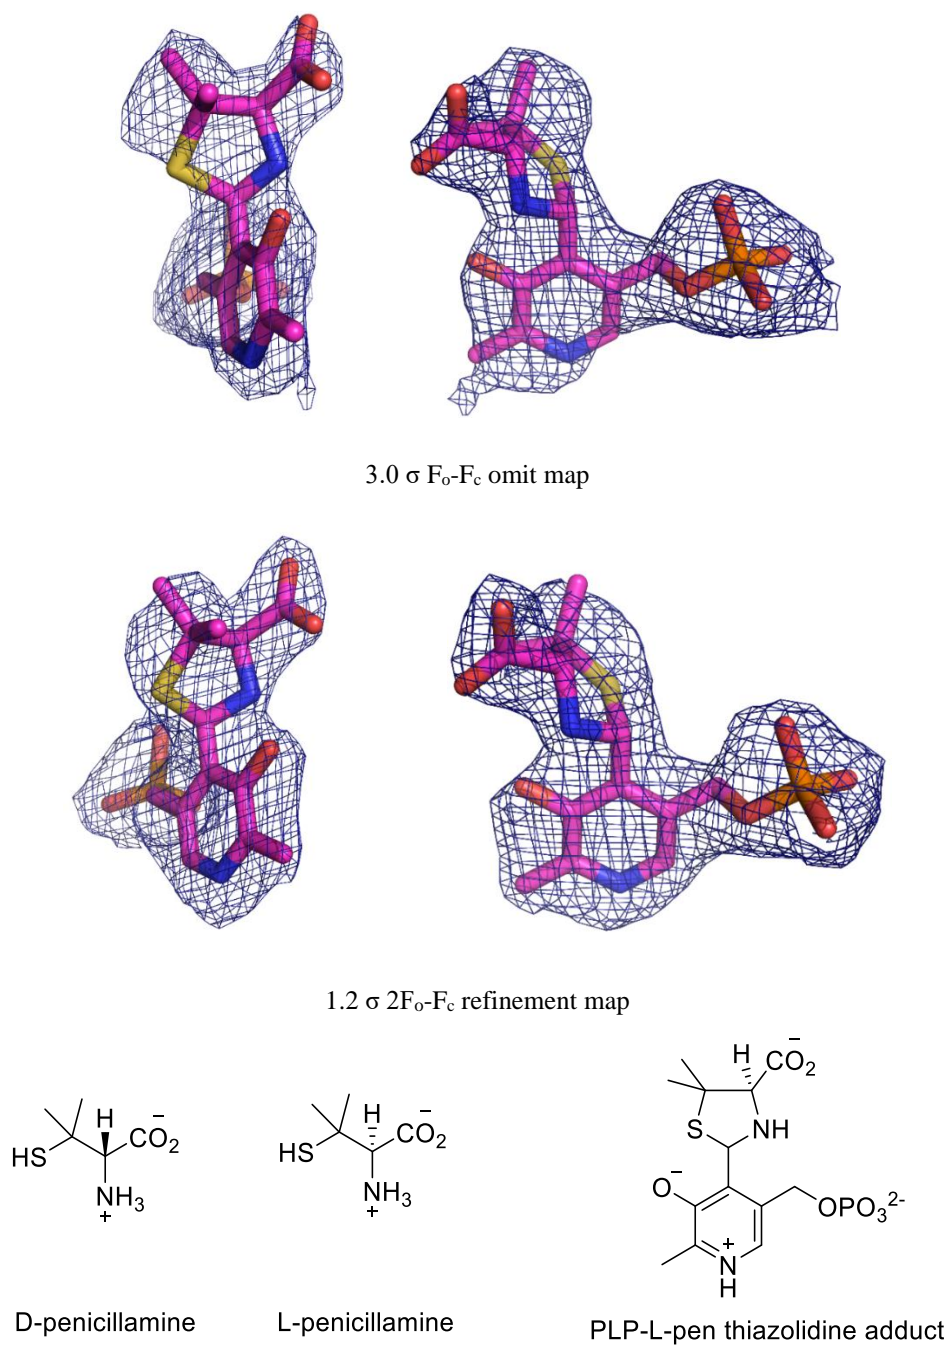 3.0 σ Fo-Fc omit map
1.2 σ 2Fo-Fc refinement map
H
CO2 −
HS
NH3
+
D-penicillamine
H
CO2 −
HS
NH3
+
L-penicillamine
H
CO2 −
S
NH
O −
OPO3 2-
+
N
H
PLP-L-pen thiazolidine adduct